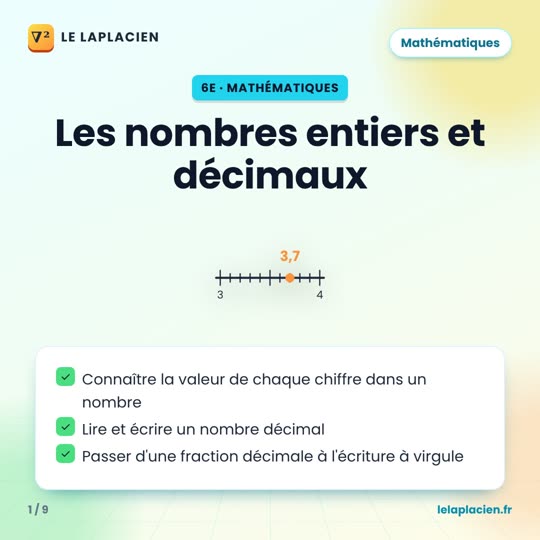 ∇²
LE LAPLACIEN
Mathématiques
6E · MATHÉMATIQUES
Les nombres entiers et
décimaux
3,7
3
4
Connaître la valeur de chaque chiffre dans un
nombre
Lire et écrire un nombre décimal
Passer d'une fraction décimale à l'écriture à virgule
1 / 9
lelaplacien.fr